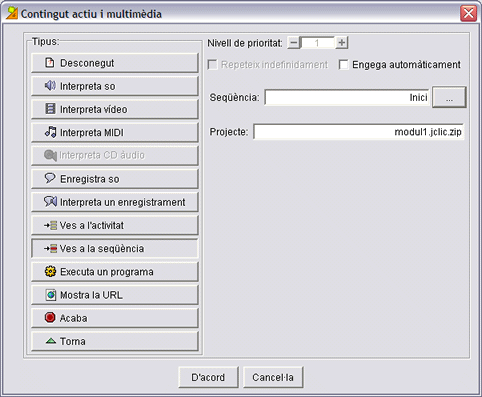 Contingut actiu i multimèdia
Tipus:
Desconegut
Interpreta so
Interpreta vídeo
Interpreta MIDI
Interpreta CD àudio
Enregistra so
Interpreta un enregistrament
Ves a l'activitat
Ves a la seqüència
Executa un programa
Mostra la URL
Acaba
Torna
Nivell de prioritat: 1
Repeteix indefinidament Engega automàticament
Seqüència: Inici ...
Projecte: modul1.jclic.zip
D'acord Cancel·la